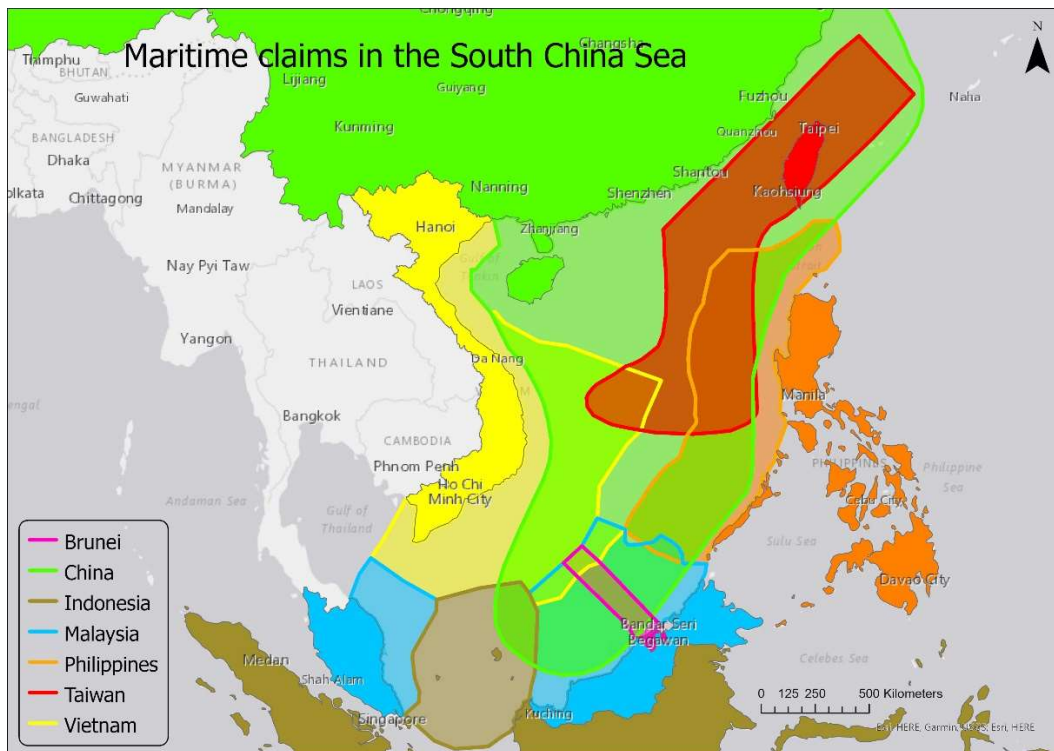 Chongqing
Maritime claims in the South China Sea
Changsha
BHUTAN
Lijiang
Guiyang
Guwahati
Fuzhou
Naha
Kunming
Quanzhou
Taipei
BANGLADESH
Dhaka
MYANMAR
(BURMA)
Shantou
Chittagong
Nanning
Shenzhen
Kaohsiung
Mandalay
Hanoi
Zhanjiang
Nay Pyi Taw
Gulf of
LAOS
Vientiane
Yangon
Da Nang
THAILAND
Bangkok
Manila
CAMBODIA
Phnom Penh
Ho Chi
Minh City
PHILIPPINES
Philippine
Sea
Cebu City
Andaman Sea
Gulf of
Thailand
Sulu Sea
Davao City
Brunei
China
Indonesia
Malaysia
Philippines
Taiwan
Vietnam
Bandar Seri
Begawan
Medan
Celebes Sea
Shah Alam
Singapore
Kuching
0 125 250 500 Kilometers
N